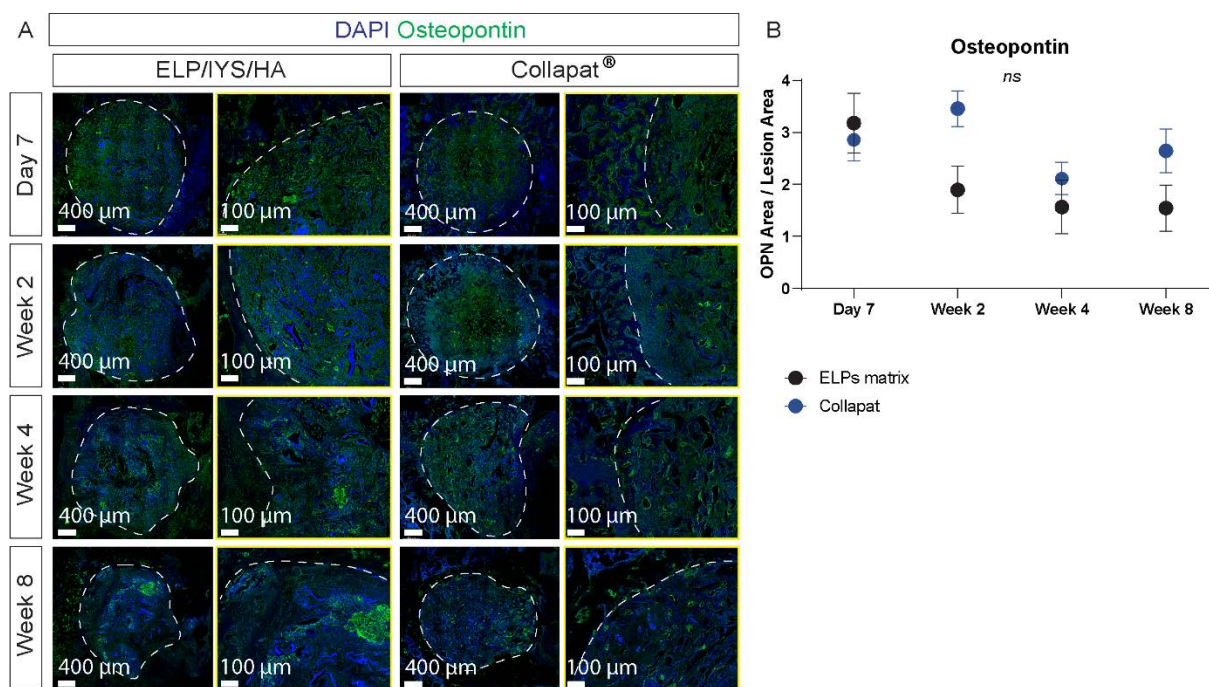 A
DAPI Osteopontin
ELP/IYS/HA
Collapat®
Day 7
400 µm
100 µm
400 µm
100 µm
Week 2
400 µm
100 µm
400 µm
100 µm
Week 4
400 µm
100 µm
400 µm
100 µm
Week 8
400 µm
100 µm
400 µm
100 µm
B
Osteopontin
ns
OPN Area / Lesion Area
4
3
2
1
0
Day 7 Week 2 Week 4 Week 8
ELPs matrix
Collapat